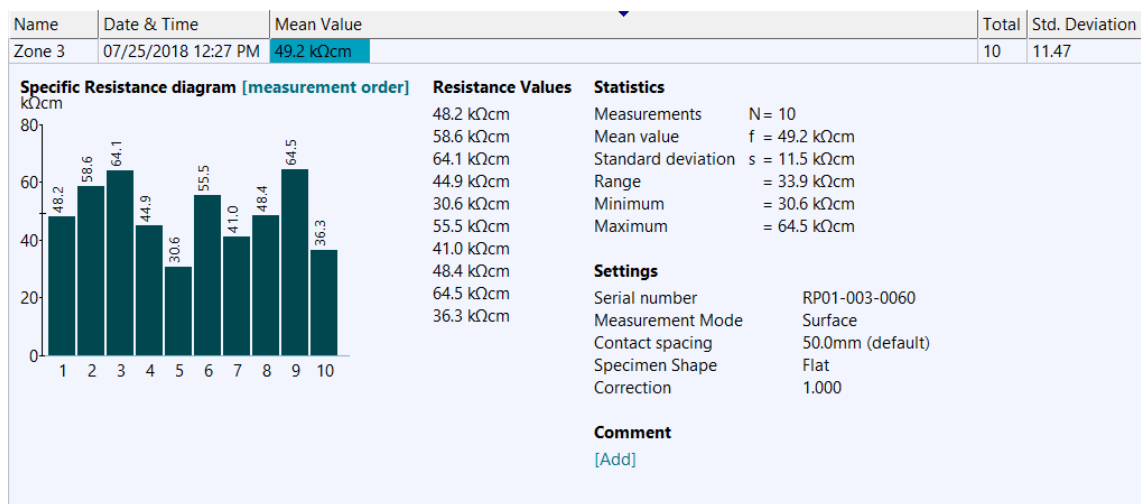 Name Date & Time Mean Value Total Std. Deviation
Zone 3 07/25/2018 12:27 PM 49.2 kΩcm 10 11.47
Specific Resistance diagram [measurement order]
kΩcm
80
60
40
20
0
48.2
58.6
64.1
44.9
30.6
55.5
41.0
48.4
64.5
36.3
1 2 3 4 5 6 7 8 9 10
Resistance Values
48.2 kΩcm
58.6 kΩcm
64.1 kΩcm
44.9 kΩcm
30.6 kΩcm
55.5 kΩcm
41.0 kΩcm
48.4 kΩcm
64.5 kΩcm
36.3 kΩcm
Statistics
Measurements N = 10
Mean value f = 49.2 kΩcm
Standard deviation s = 11.5 kΩcm
Range = 33.9 kΩcm
Minimum = 30.6 kΩcm
Maximum = 64.5 kΩcm
Settings
Serial number RP01-003-0060
Measurement Mode Surface
Contact spacing 50.0mm (default)
Specimen Shape Flat
Correction 1.000
Comment
[Add]